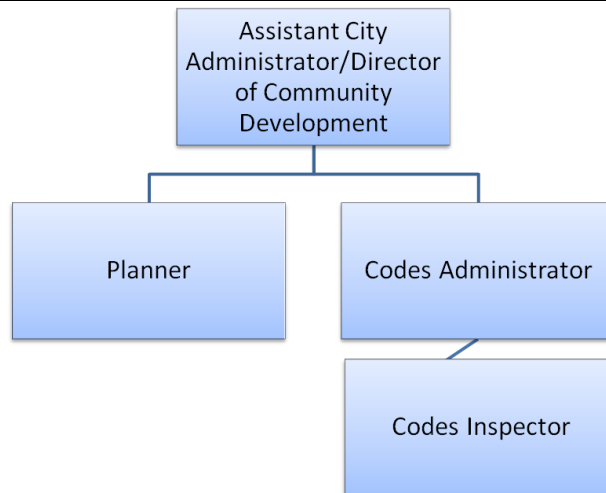 Assistant City
Administrator/Director
of Community
Development
Planner
Codes Administrator
Codes Inspector